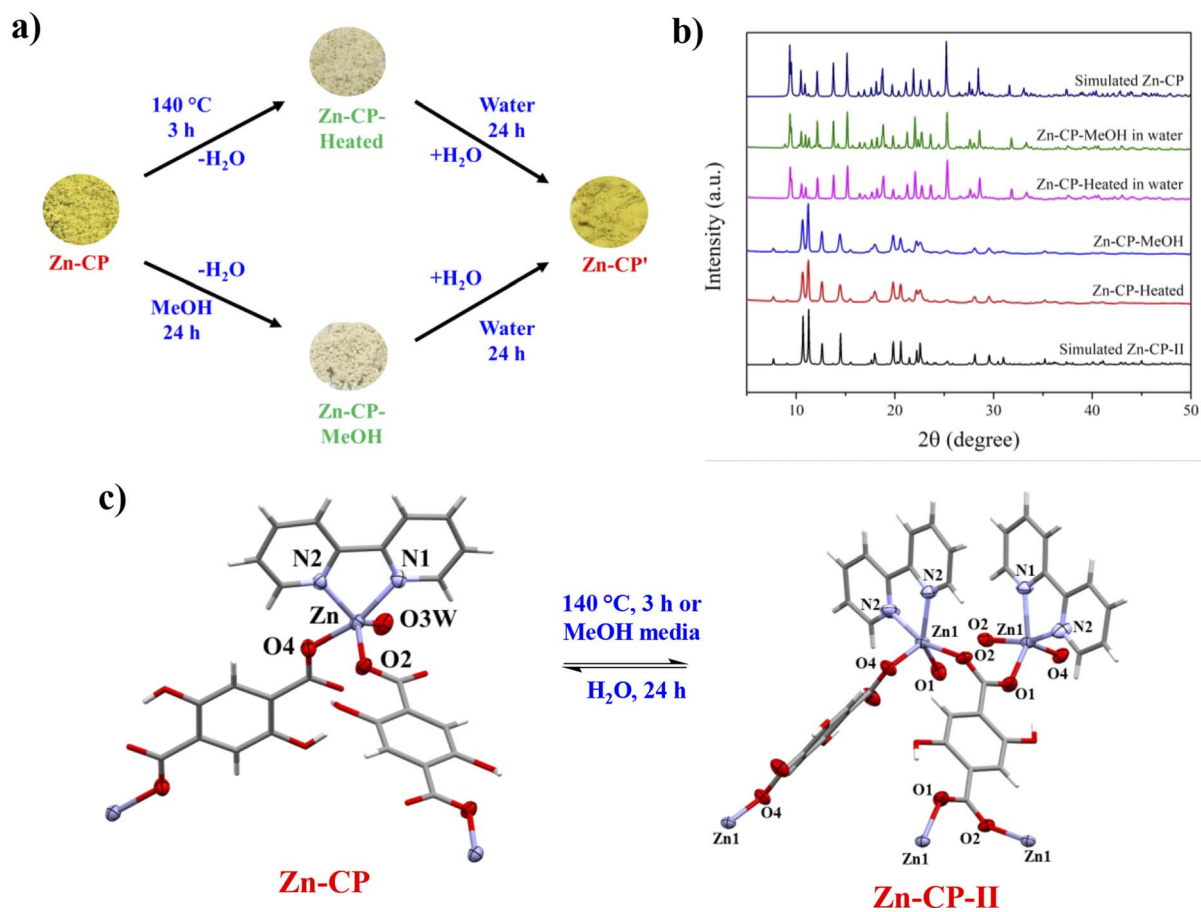 a)
140 °C
3 h
-H₂O
Zn-CP-
Heated
Water
24 h
+H₂O
Zn-CP
Zn-CP'
-H₂O
MeOH
24 h
+H₂O
Water
24 h
Zn-CP-
MeOH
b)
Intensity (a.u.)
Simulated Zn-CP
Zn-CP-MeOH in water
Zn-CP-Heated in water
Zn-CP-MeOH
Zn-CP-Heated
Simulated Zn-CP-II
10 20 30 40 50
2θ (degree)
c)
N2 N1
Zn O3W
O4 O2
Zn-CP
140 °C, 3 h or
MeOH media
H₂O, 24 h
N2 N2 N1
Zn1 O2 Zn1 N2
O4 O1 O2 O1 O4
O4 O1 O2
Zn1 Zn1 Zn1
Zn-CP-II